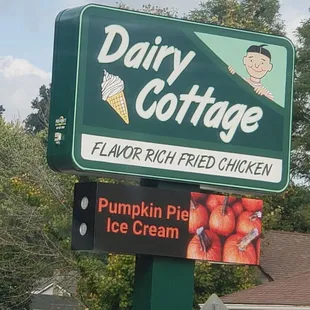 Dairy
Cottage
FLAVOR RICH FRIED CHICKEN
Pumpkin Pie
Ice Cream